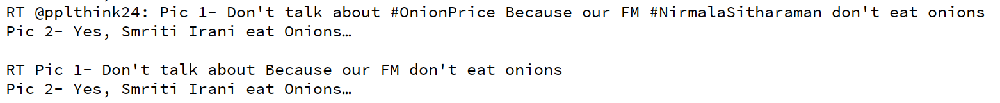 RT @pplthink24: Pic 1- Don't talk about #OnionPrice Because our FM #NirmalaSitharaman don't eat onions
Pic 2- Yes, Smriti Irani eat Onions…
RT Pic 1- Don't talk about Because our FM don't eat onions
Pic 2- Yes, Smriti Irani eat Onions…